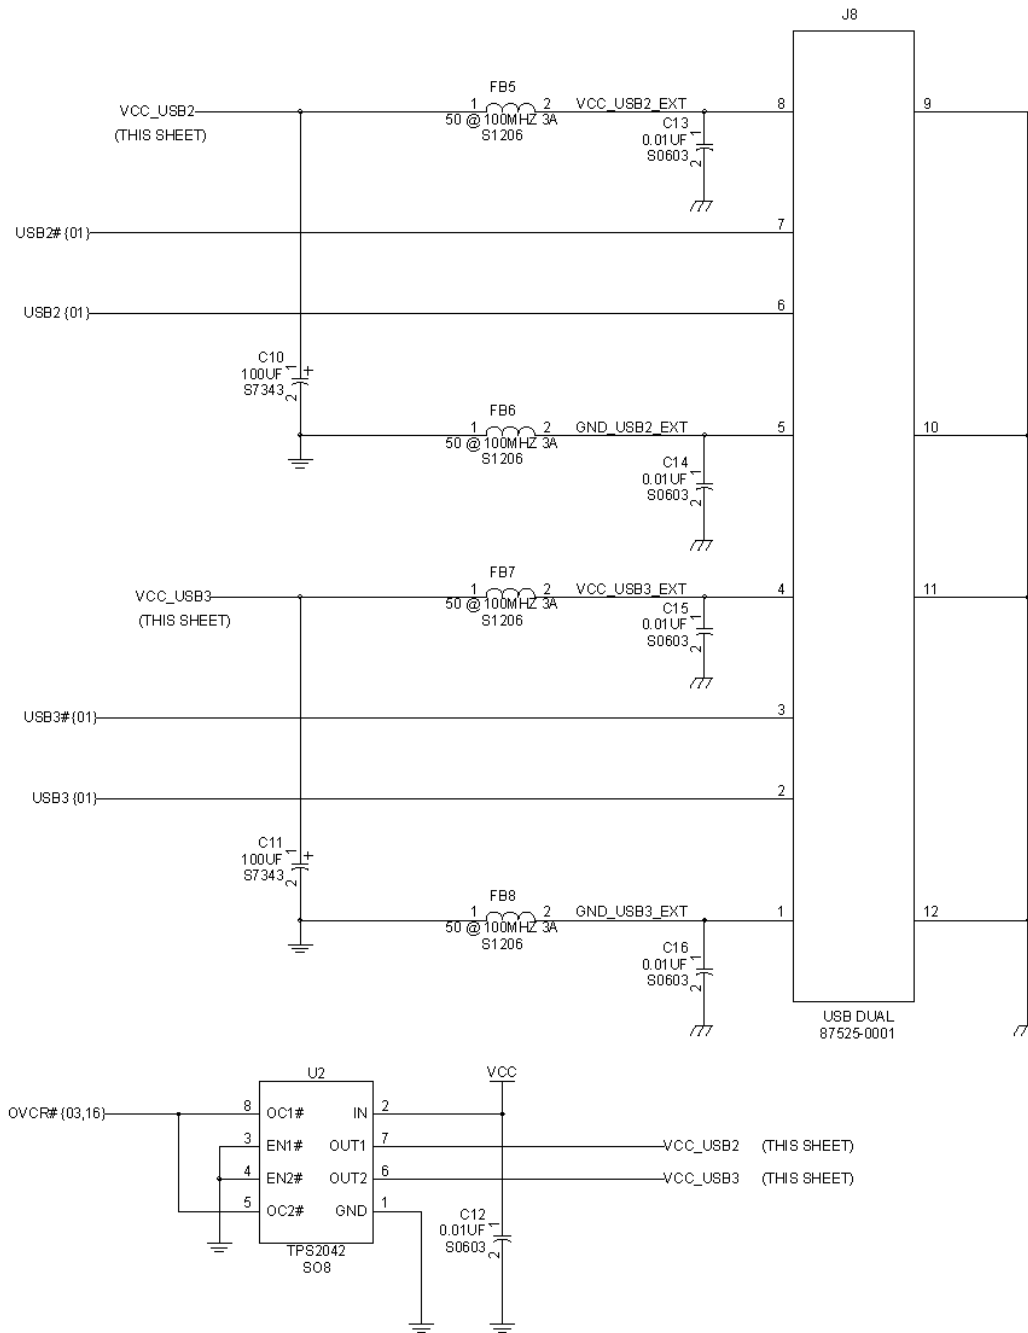 J8
FB5
VCC_USB2
1
2
VCC_USB2_EXT
8
9
50 @ 100MHZ 3A
S1206
(THIS SHEET)
C13
0.01UF
S0603
1
2
USB2# {01}
7
USB2 {01}
6
C10
100UF
S7343
1
+
2
FB6
1
2
GND_USB2_EXT
5
10
50 @ 100MHZ 3A
S1206
C14
0.01UF
S0603
1
2
FB7
VCC_USB3
1
2
VCC_USB3_EXT
4
11
50 @ 100MHZ 3A
S1206
(THIS SHEET)
C15
0.01UF
S0603
1
2
USB3# {01}
3
USB3 {01}
2
C11
100UF
S7343
1
+
2
FB8
1
2
GND_USB3_EXT
1
12
50 @ 100MHZ 3A
S1206
C16
0.01UF
S0603
1
2
USB DUAL
87525-0001
U2
VCC
OVCR# {03,16}
8
OC1#
IN
2
3
EN1#
OUT1
7
VCC_USB2
(THIS SHEET)
4
EN2#
OUT2
6
VCC_USB3
(THIS SHEET)
5
OC2#
GND
1
C12
0.01UF
S0603
1
2
TPS2042
SO8